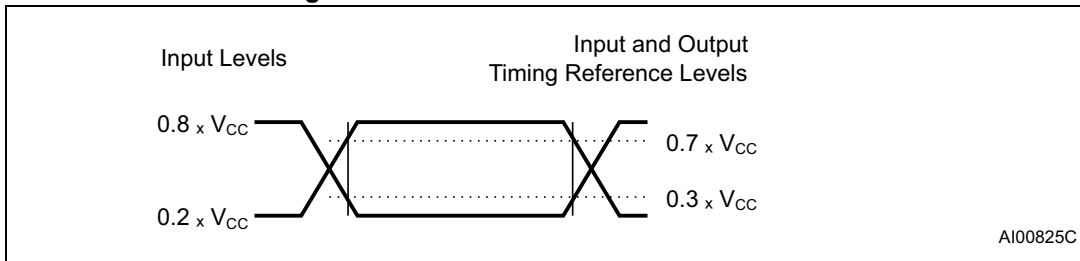 Input Levels
Input and Output
Timing Reference Levels
0.8 x VCC
0.7 x VCC
0.3 x VCC
0.2 x VCC
AI00825C